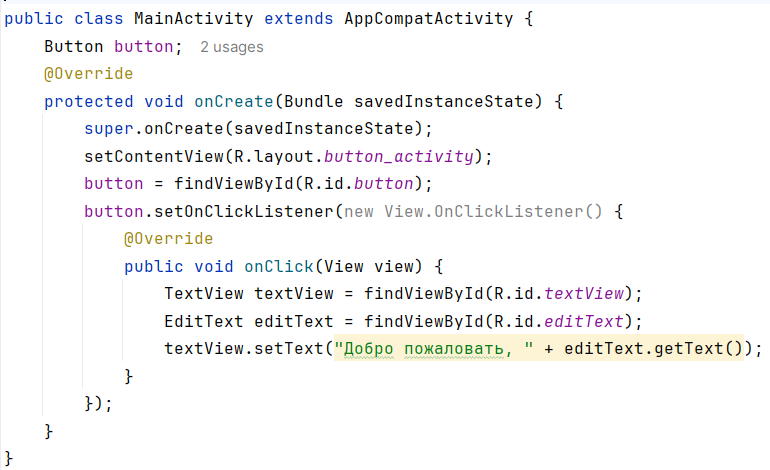 public class MainActivity extends AppCompatActivity {
Button button; 2 usages
@Override
protected void onCreate(Bundle savedInstanceState) {
super.onCreate(savedInstanceState);
setContentView(R.layout.button_activity);
button = findViewById(R.id.button);
button.setOnClickListener(new View.OnClickListener() {
@Override
public void onClick(View view) {
TextView textView = findViewById(R.id.textView);
EditText editText = findViewById(R.id.editText);
textView.setText("Добро пожаловать, " + editText.getText());
}
});
}
}